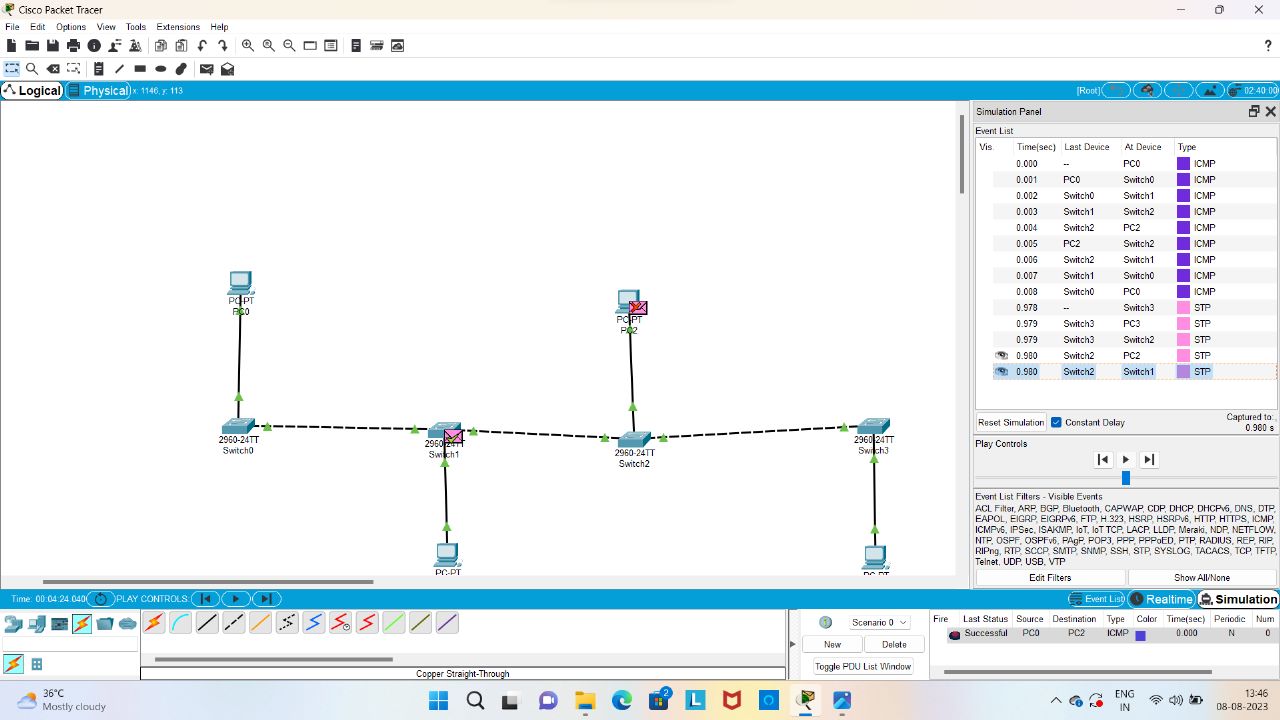 Cisco Packet Tracer
File Edit Options View Tools Extensions Help
?
Logical Physical x: 1146, y: 113 [Root] 02:40:00
Simulation Panel
Event List
Vis. Time(sec) Last Device At Device Type
0.000 -- PC0 ICMP
0.001 PC0 Switch0 ICMP
0.002 Switch0 Switch1 ICMP
0.003 Switch1 Switch2 ICMP
0.004 Switch2 PC2 ICMP
0.005 PC2 Switch2 ICMP
0.006 Switch2 Switch1 ICMP
0.007 Switch1 Switch0 ICMP
0.008 Switch0 PC0 ICMP
0.978 -- Switch3 STP
0.979 Switch3 PC3 STP
0.979 Switch3 Switch2 STP
0.980 Switch2 PC2 STP
0.980 Switch2 Switch1 STP
PC-PT
PC0
PC-PT
PC2
2960-24TT
Switch0
2960-24TT
Switch1
2960-24TT
Switch2
2960-24TT
Switch3
PC-PT
PC-PT
Reset Simulation Constant Delay Captured to:
0.980 s
Play Controls
Event List Filters - Visible Events
ACL Filter, ARP, BGP, Bluetooth, CAPWAP, CDP, DHCP, DHCPv6, DNS, DTP,
EAPOL, EIGRP, EIGRPv6, FTP, H.323, HSRP, HSRPv6, HTTP, HTTPS, ICMP,
ICMPv6, IPSec, ISAKMP, IoT, IoT TCP, LACP, LLDP, Meraki, NDP, NETFLOW,
NTP, OSPF, OSPFv6, PAgP, POP3, PPP, PPPoED, PTP, RADIUS, REP, RIP,
RIPng, RTP, SCCP, SMTP, SNMP, SSH, STP, SYSLOG, TACACS, TCP, TFTP,
Telnet, UDP, USB, VTP
Edit Filters Show All/None
Time: 00:04:24.040 PLAY CONTROLS: Event List Realtime Simulation
Scenario 0
New Delete
Toggle PDU List Window
Fire Last Status Source Destination Type Color Time(sec) Periodic Num
Successful PC0 PC2 ICMP 0.000 N 0
Copper Straight-Through
36°C
Mostly cloudy
2
L
ENG
IN
13:46
08-08-2023